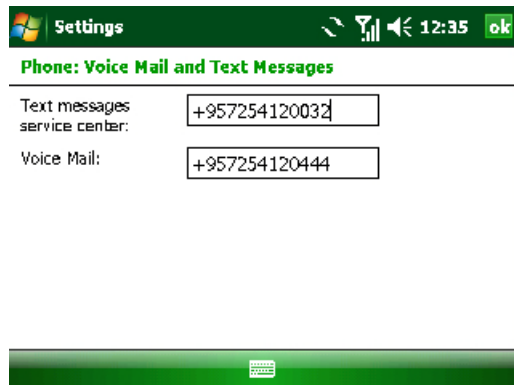 Settings
12:35
ok
Phone: Voice Mail and Text Messages
Text messages
service center:
+957254120032
Voice Mail:
+957254120444